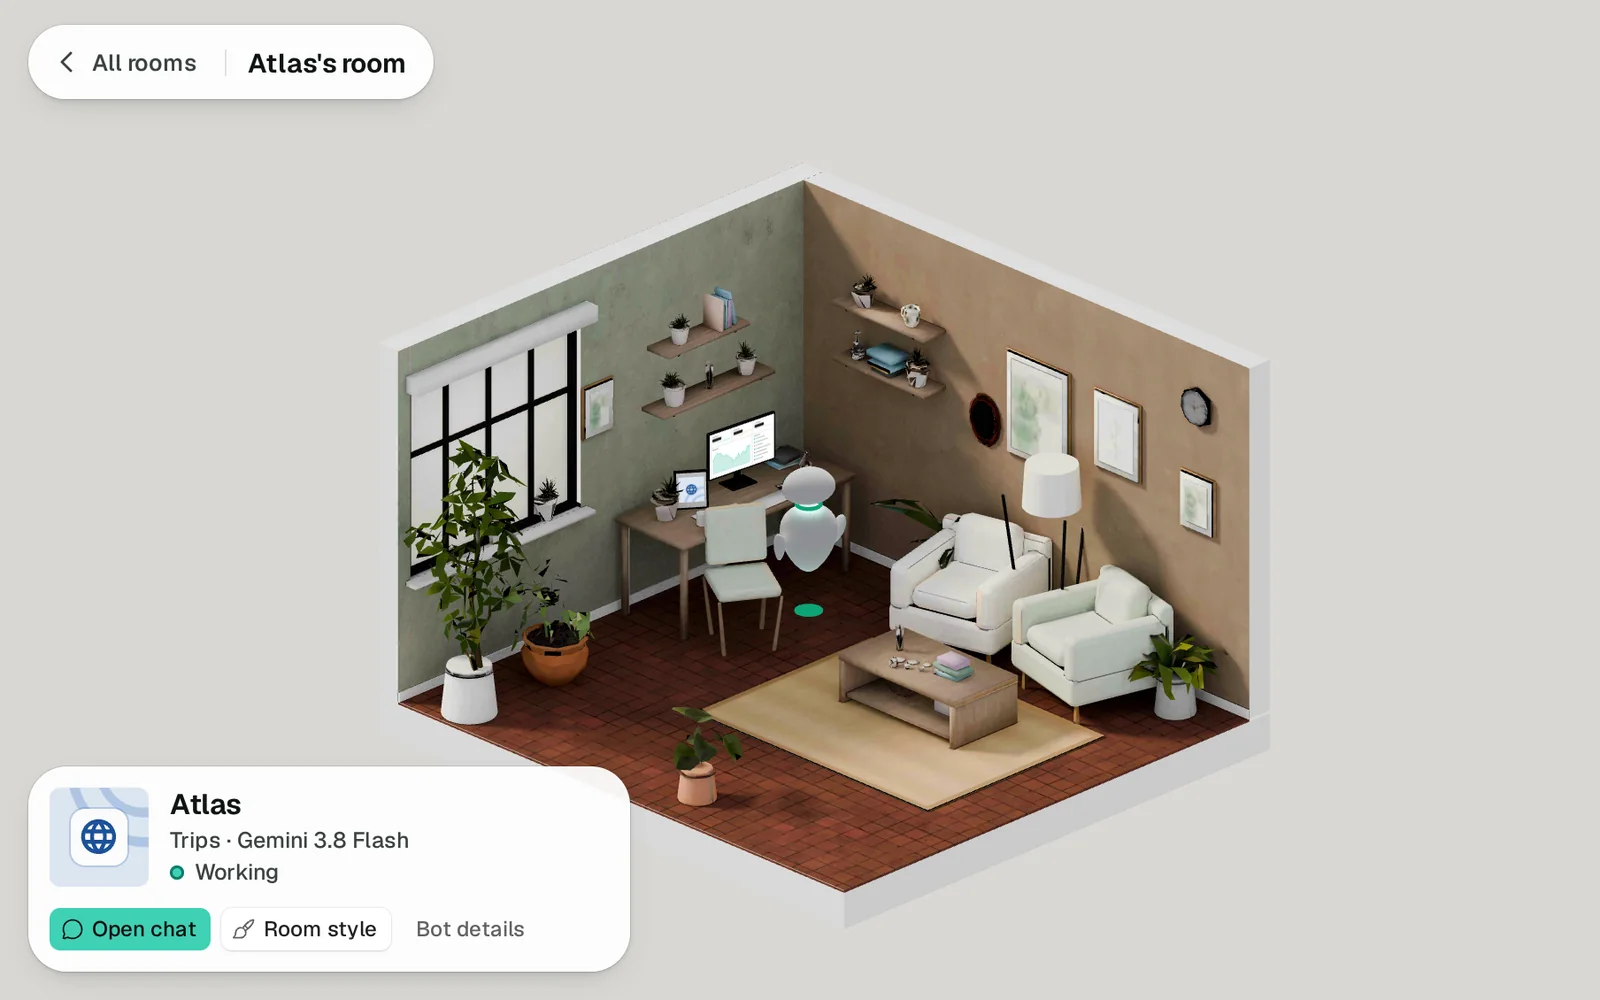 All rooms
Atlas's room
Atlas
Trips · Gemini 3.8 Flash
Working
Open chat
Room style
Bot details